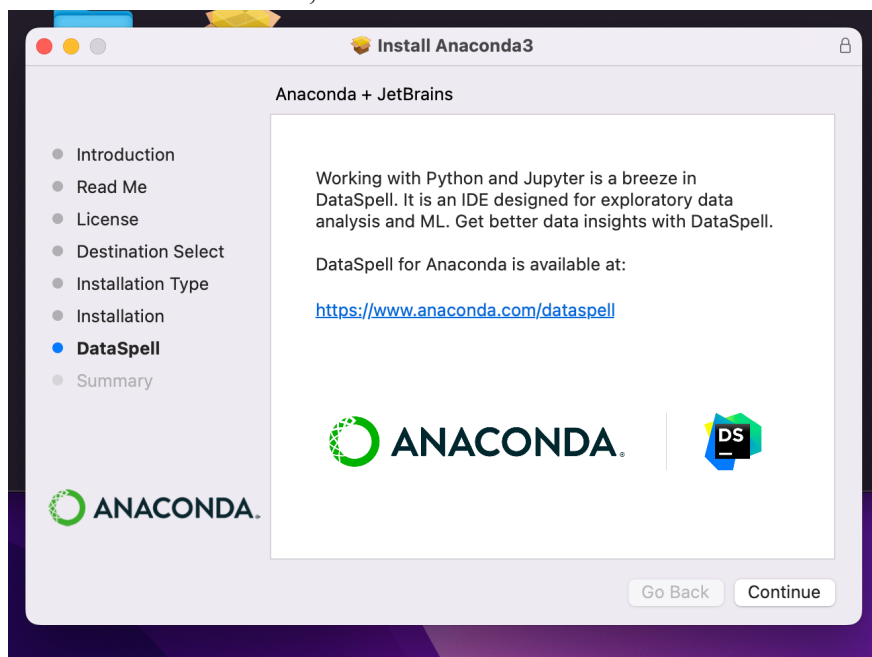 Install Anaconda3
Anaconda + JetBrains
Introduction
Read Me
License
Destination Select
Installation Type
Installation
DataSpell
Summary
Working with Python and Jupyter is a breeze in
DataSpell. It is an IDE designed for exploratory data
analysis and ML. Get better data insights with DataSpell.
DataSpell for Anaconda is available at:
https://www.anaconda.com/dataspell
ANACONDA.
DS
ANACONDA.
Go Back
Continue